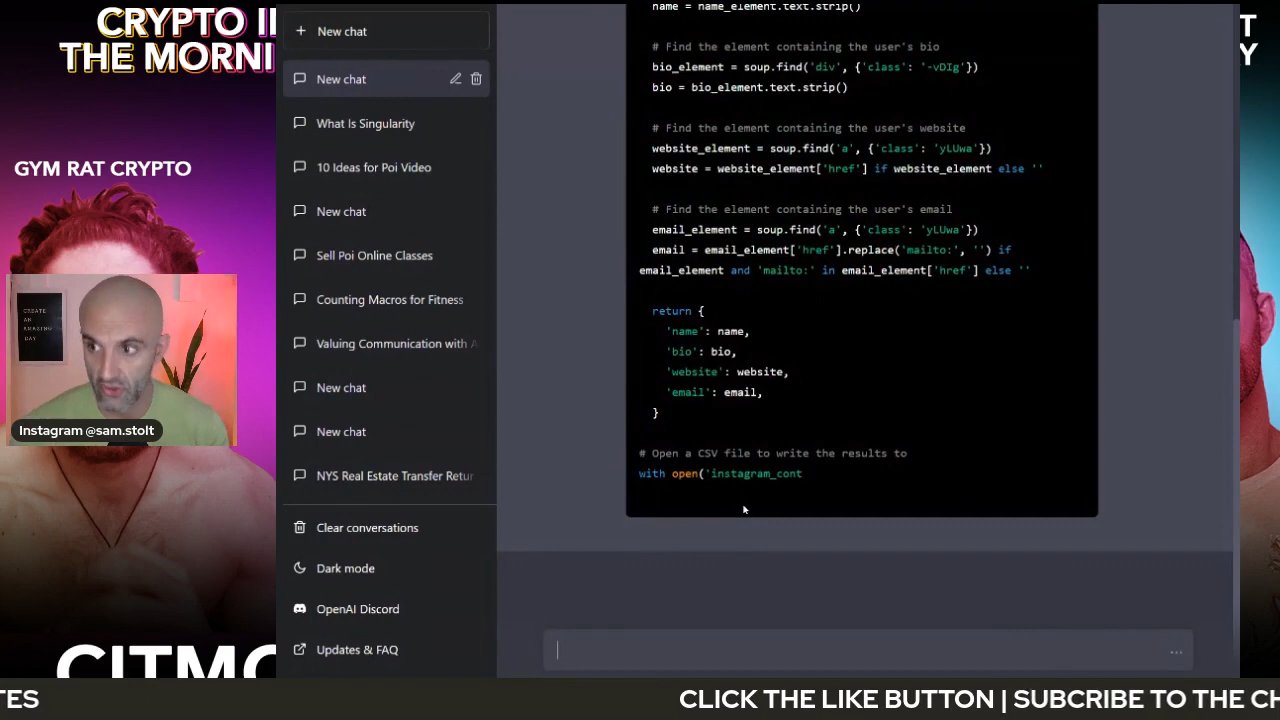 CRYPTO I
THE MORNI
GYM RAT CRYPTO
CREATE
AN
AMAZING
DAY
Instagram @sam.stolt
CITMC
New chat
New chat
What Is Singularity
10 Ideas for Poi Video
New chat
Sell Poi Online Classes
Counting Macros for Fitness
Valuing Communication with A
New chat
New chat
NYS Real Estate Transfer Retur
Clear conversations
Dark mode
OpenAI Discord
Updates & FAQ
name = name_element.text.strip()
# Find the element containing the user's bio
bio_element = soup.find('div', {'class': '-vDIg'})
bio = bio_element.text.strip()
# Find the element containing the user's website
website_element = soup.find('a', {'class': 'yLUwa'})
website = website_element['href'] if website_element else ''
# Find the element containing the user's email
email_element = soup.find('a', {'class': 'yLUwa'})
email = email_element['href'].replace('mailto:', '') if
email_element and 'mailto:' in email_element['href'] else ''
return {
'name': name,
'bio': bio,
'website': website,
'email': email,
}
# Open a CSV file to write the results to
with open('instagram_cont
T
Y
TES
CLICK THE LIKE BUTTON | SUBCRIBE TO THE CH